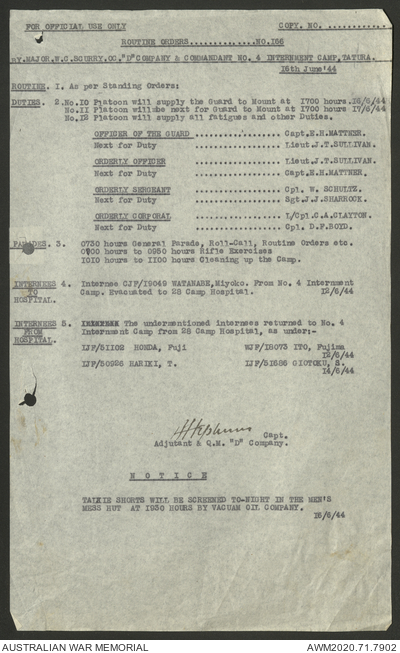 FOR OFFICIAL USE ONLY COPY. NO. ............
ROUTINE ORDERS..............NO.156
BY.MAJOR.W.C.SCURRY.OC."D"COMPANY & COMMANDANT NO. 4 INTERNMENT CAMP,TATURA.
16th June'44
ROUTINE. 1. As per Standing Orders:
DUTIES. 2. No.10 Platoon will supply the Guard to Mount at 1700 hours.16/6/44
No.11 Platoon willbe next for Guard to Mount at 1700 hours 17/6/44
No.12 Platoon will supply all fatigues and other Duties.
OFFICER OF THE GUARD ................ Capt.E.H.MATTNER.
Next for Duty ................ Lieut.J.T.SULLIVAN.
ORDERLY OFFICER ................ Lieut.J.T.SULLIVAN.
Next for Duty ................ Capt.E.H.MATTNER.
ORDERLY SERGEANT ................ Cpl. W. SCHULTZ.
Next for Duty ................ Sgt.J.J.SHARROCK.
ORDERLY CORPORAL ................ L/Cpl.C.A.CLAYTON.
Next for Duty ................ Cpl. D.F.BOYD.
PARADES. 3. 0730 hours General Parade, Roll-Call, Routine Orders etc.
0900 hours to 0950 hours Rifle Exercises
1010 hours to 1100 hours Cleaning up the Camp.
INTERNEES 4. Internee CJF/19049 WATANABE,Miyoko. From No. 4 Internment
TO Camp. Evacuated to 28 Camp Hospital. 12/6/44
HOSPITAL.
INTERNEES 5. The undermentioned internees returned to No. 4
FROM Internment Camp from 28 Camp Hospital, as under:-
HOSPITAL.
IJF/51102 HONDA, Fuji WJF/18073 ITO, Fujima
12/6/44
IJF/50926 HARIKI, T. IJF/51586 GIOTOKU, S.
14/6/44
Capt.
Adjutant & Q.M. "D" Company.
N O T I C E
TALKIE SHORTS WILL BE SCREENED TO-NIGHT IN THE MEN'S
MESS HUT AT 1930 HOURS BY VACUAM OIL COMPANY.
16/6/44
AUSTRALIAN WAR MEMORIAL AWM2020.71.7902